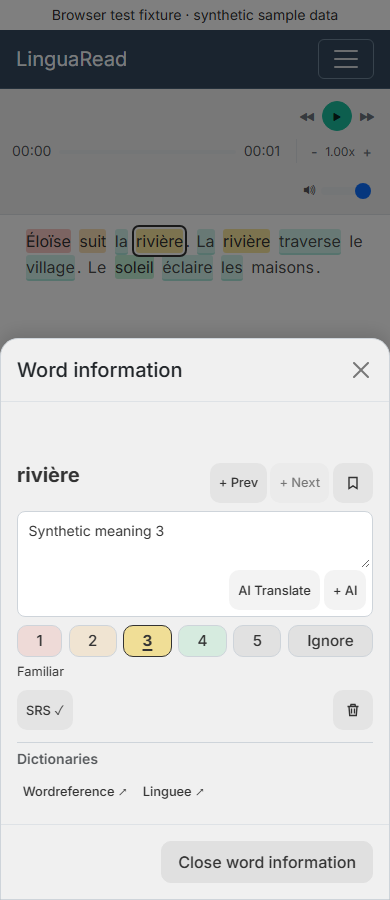 Browser test fixture · synthetic sample data
LinguaRead
00:00 00:01 - 1.00x +
Éloïse suit la rivière. La rivière traverse le
village. Le soleil éclaire les maisons.
Word information
rivière + Prev + Next
Synthetic meaning 3
AI Translate + AI
1 2 3 4 5 Ignore
Familiar
SRS ✓
Dictionaries
Wordreference ↗ Linguee ↗
Close word information